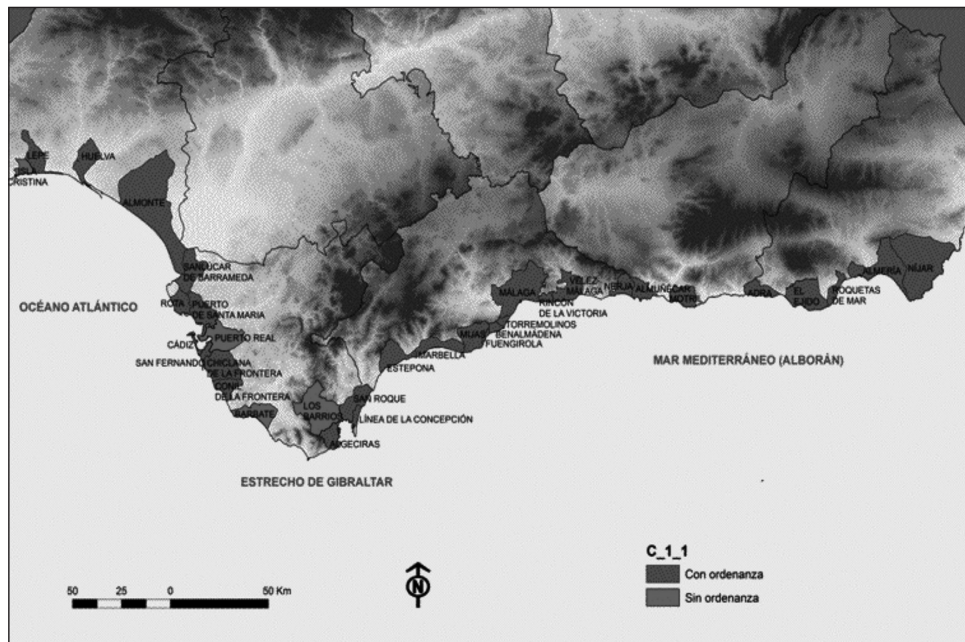 LEPE
ISLA
CRISTINA
HUELVA
ALMONTE
SANLUCAR
DE BARRAMEDA
OCÉANO ATLÁNTICO
ROTA
PUERTO
DE SANTA MARIA
CÁDIZ
PUERTO REAL
SAN FERNANDO
CHICLANA
DE LA FRONTERA
CONIL
DE LA FRONTERA
BARBATE
LOS
BARRIOS
SAN ROQUE
LÍNEA DE LA CONCEPCIÓN
ALGECIRAS
ESTRECHO DE GIBRALTAR
ESTEPONA
MARBELLA
MIJAS
FUENGIROLA
BENALMÁDENA
TORREMOLINOS
MÁLAGA
RINCÓN
DE LA VICTORIA
VÉLEZ
MÁLAGA
NERJA
ALMUÑÉCAR
MOTRIL
ADRA
EL
EJIDO
ROQUETAS
DE MAR
ALMERÍA
NÍJAR
MAR MEDITERRÁNEO (ALBORÁN)
C_1_1
Con ordenanza
Sin ordenanza
50 25 0 50 Km
N